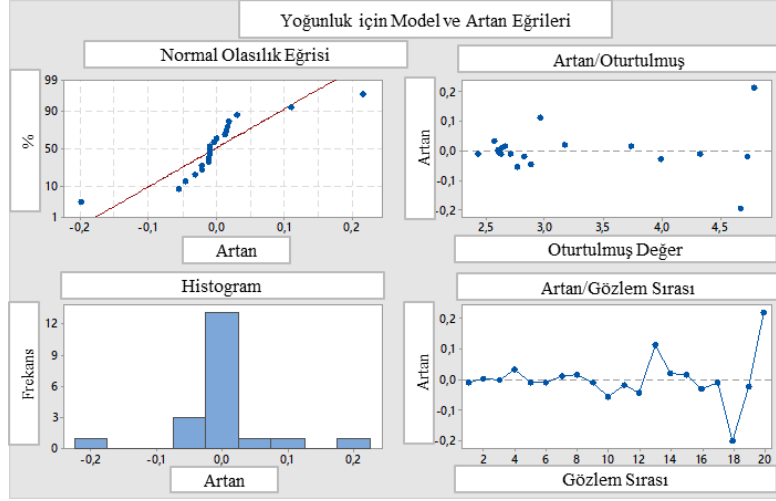 Yoğunluk için Model ve Artan Eğrileri
Normal Olasılık Eğrisi
%
99
90
50
10
1
-0,2 -0,1 0,0 0,1 0,2
Artan
Artan/Oturtulmuş
Artan
0,2
0,1
0,0
-0,1
-0,2
2,5 3,0 3,5 4,0 4,5
Oturtulmuş Değer
Histogram
Frekans
12
9
6
3
0
-0,2 -0,1 0,0 0,1 0,2
Artan
Artan/Gözlem Sırası
Artan
0,2
0,1
0,0
-0,1
-0,2
2 4 6 8 10 12 14 16 18 20
Gözlem Sırası